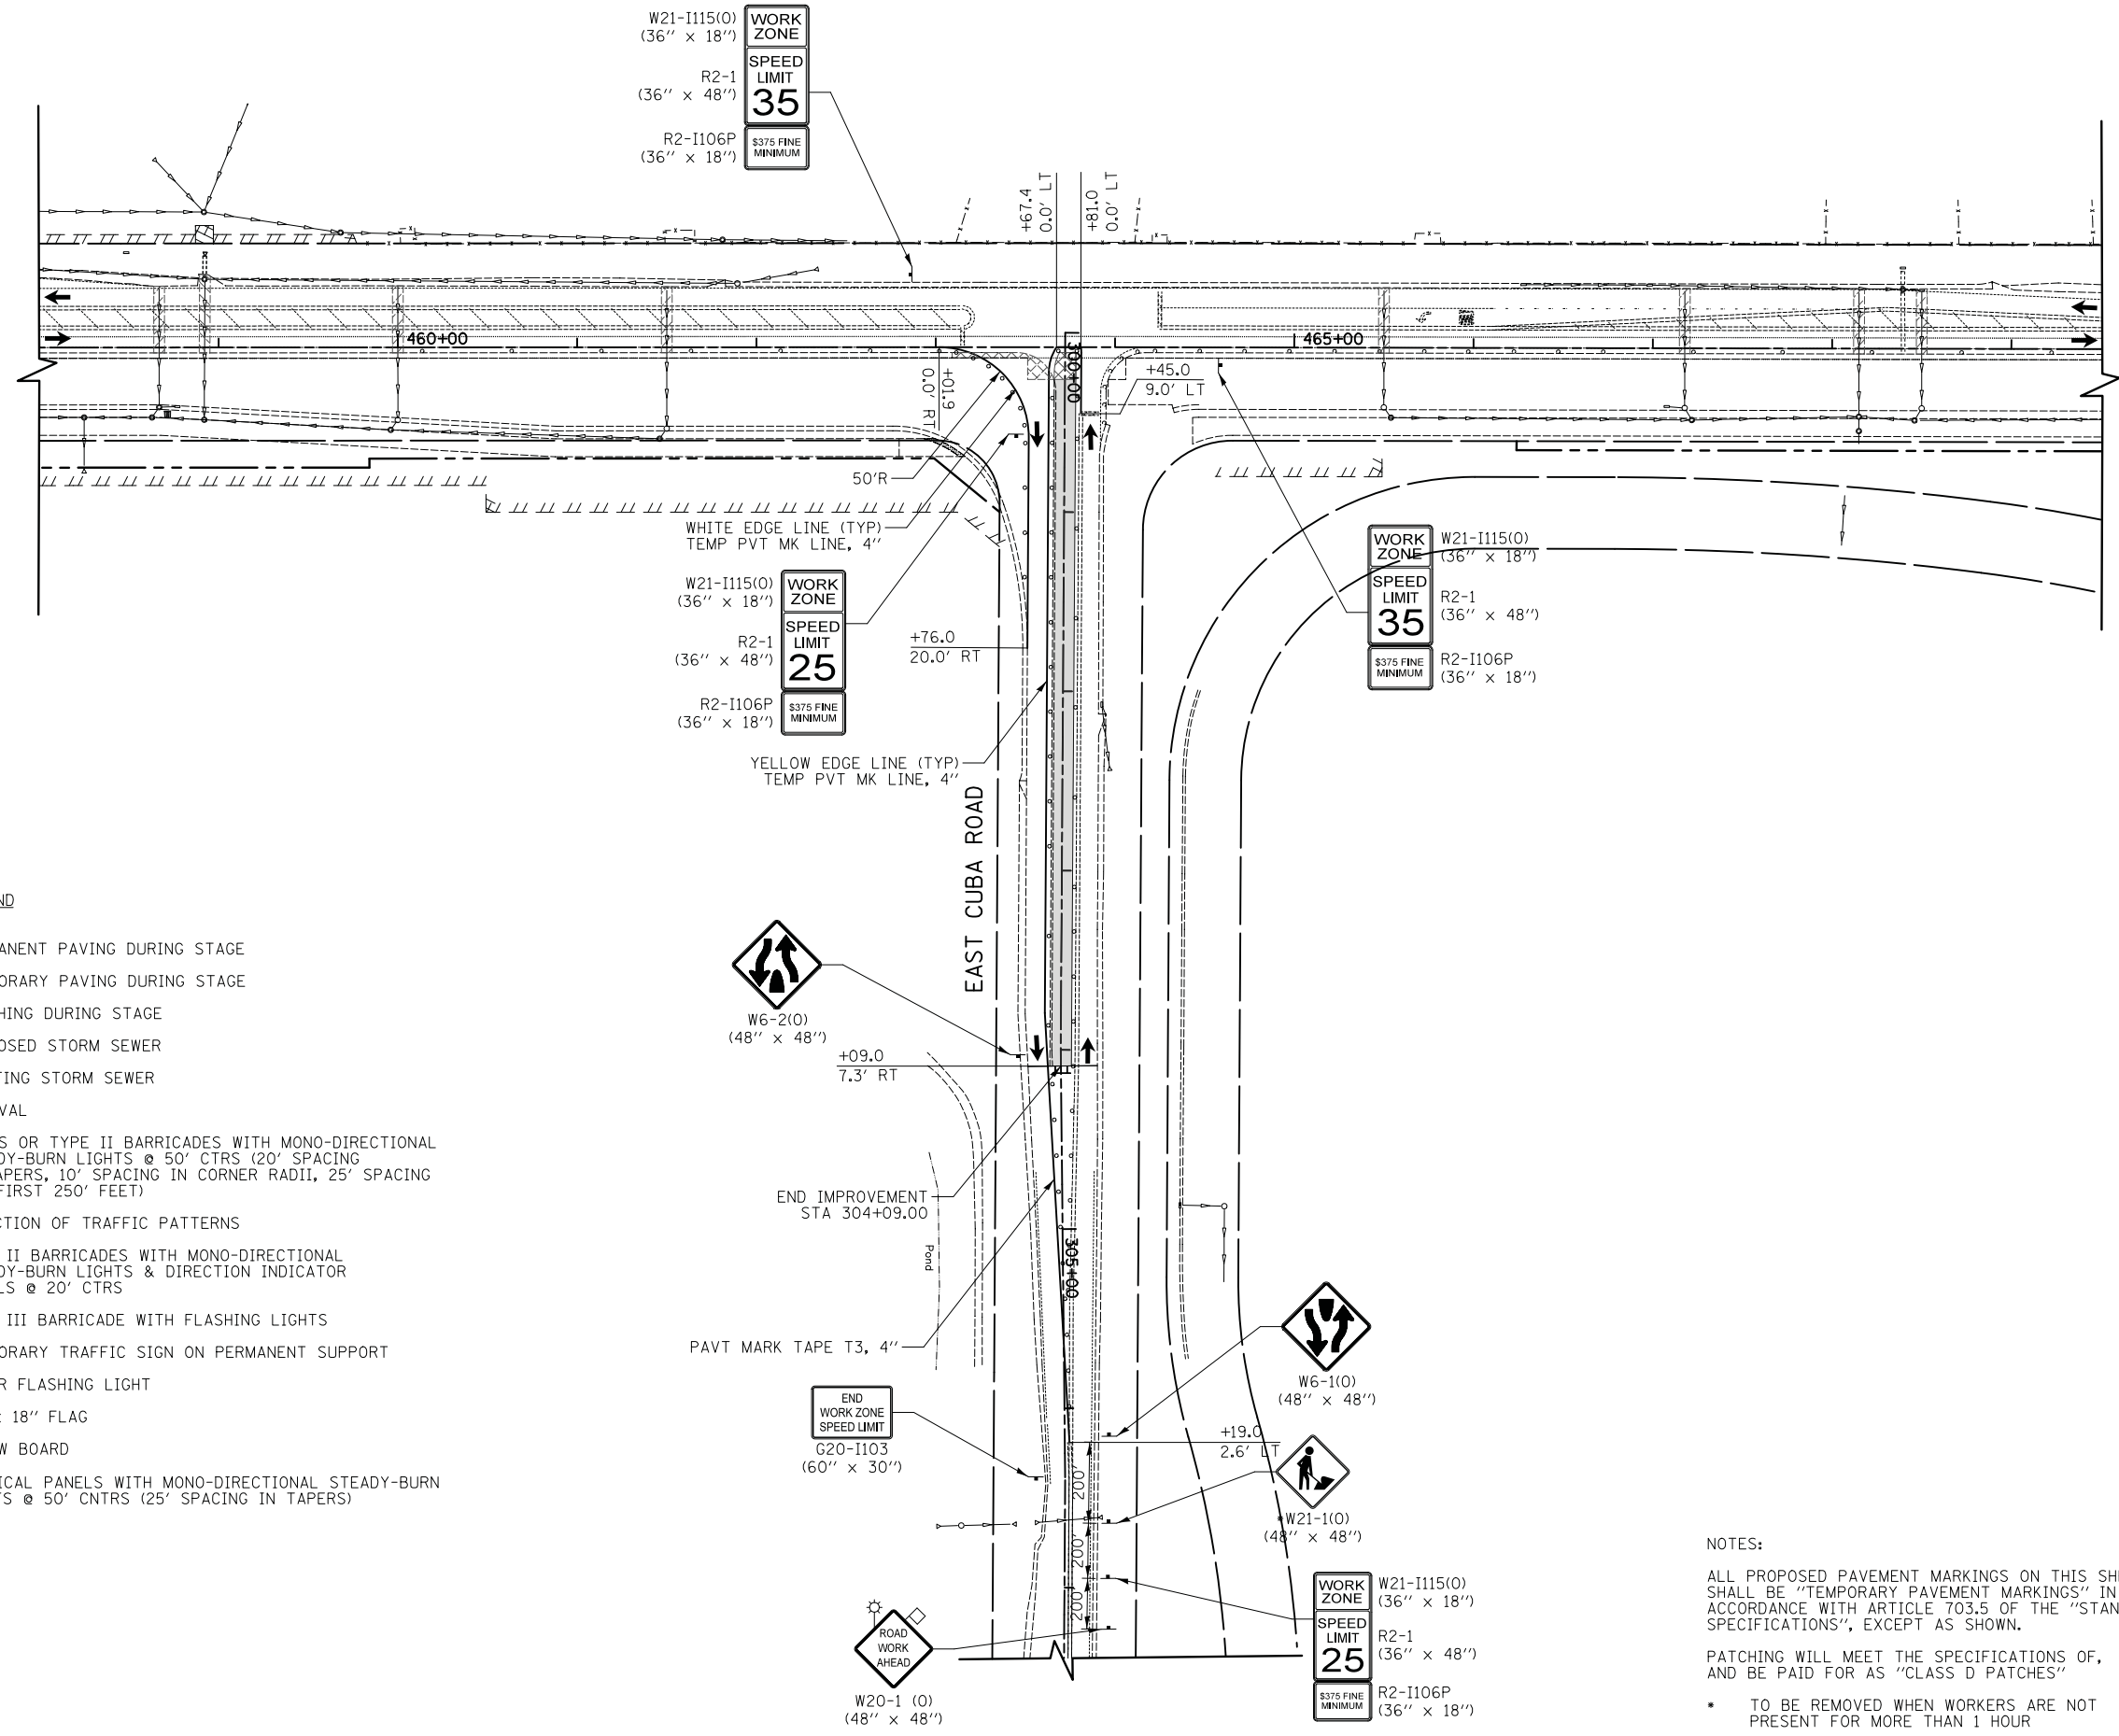 W21-I115(O)
(36" × 18")
R2-1
(36" × 48")
R2-I106P
(36" × 18")
WORK
ZONE
SPEED
LIMIT
35
$375 FINE
MINIMUM
+67.4
0.0' LT
+81.0
0.0' LT
460+00
465+00
300+00
+01.9
0.0' RT
+45.0
9.0' LT
50'R
WHITE EDGE LINE (TYP)
TEMP PVT MK LINE, 4"
W21-I115(O)
(36" × 18")
R2-1
(36" × 48")
R2-I106P
(36" × 18")
WORK
ZONE
SPEED
LIMIT
25
$375 FINE
MINIMUM
+76.0
20.0' RT
WORK
ZONE
SPEED
LIMIT
35
$375 FINE
MINIMUM
W21-I115(O)
(36" × 18")
R2-1
(36" × 48")
R2-I106P
(36" × 18")
YELLOW EDGE LINE (TYP)
TEMP PVT MK LINE, 4"
EAST CUBA ROAD
ND
ANENT PAVING DURING STAGE
ORARY PAVING DURING STAGE
HING DURING STAGE
OSED STORM SEWER
TING STORM SEWER
VAL
S OR TYPE II BARRICADES WITH MONO-DIRECTIONAL
DY-BURN LIGHTS @ 50' CTRS (20' SPACING
APERS, 10' SPACING IN CORNER RADII, 25' SPACING
FIRST 250' FEET)
CTION OF TRAFFIC PATTERNS
II BARRICADES WITH MONO-DIRECTIONAL
DY-BURN LIGHTS & DIRECTION INDICATOR
LS @ 20' CTRS
III BARRICADE WITH FLASHING LIGHTS
ORARY TRAFFIC SIGN ON PERMANENT SUPPORT
R FLASHING LIGHT
18" FLAG
W BOARD
ICAL PANELS WITH MONO-DIRECTIONAL STEADY-BURN
TS @ 50' CNTRS (25' SPACING IN TAPERS)
W6-2(O)
(48" × 48")
+09.0
7.3' RT
END IMPROVEMENT
STA 304+09.00
Pond
305+00
PAVT MARK TAPE T3, 4"
END
WORK ZONE
SPEED LIMIT
G20-I103
(60" × 30")
W6-1(O)
(48" × 48")
+19.0
2.6' LT
200'
200'
200'
*W21-1(O)
(48" × 48")
ROAD
WORK
AHEAD
W20-1 (O)
(48" × 48")
WORK
ZONE
SPEED
LIMIT
25
$375 FINE
MINIMUM
W21-I115(O)
(36" × 18")
R2-1
(36" × 48")
R2-I106P
(36" × 18")
NOTES:
ALL PROPOSED PAVEMENT MARKINGS ON THIS SH
SHALL BE "TEMPORARY PAVEMENT MARKINGS" IN
ACCORDANCE WITH ARTICLE 703.5 OF THE "STAN
SPECIFICATIONS", EXCEPT AS SHOWN.
PATCHING WILL MEET THE SPECIFICATIONS OF,
AND BE PAID FOR AS "CLASS D PATCHES"
* TO BE REMOVED WHEN WORKERS ARE NOT
PRESENT FOR MORE THAN 1 HOUR